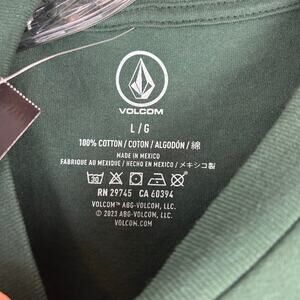 VOLCOM
L / G
100% COTTON / COTON / ALGODÓN / 綿
MADE IN MEXICO
FABRIQUE AU MEXIQUE / HECHO EN MEXICO / メキシコ製
RN 29745 CA 60394
VOLCOM™ ABG-VOLCOM, LLC.
© 2023 ABG-VOLCOM, LLC.
VOLCOM.COM